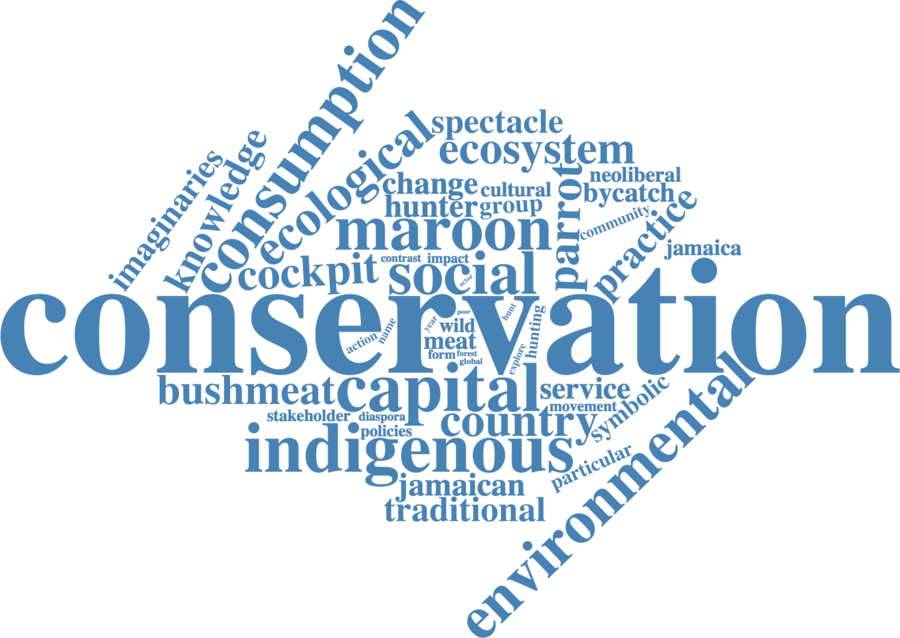 consumption
spectacle
ecological
ecosystem
knowledge
imaginaries
change
cultural
neoliberal
bycatch
parrot
hunter
group
maroon
community
practice
jamaica
cockpit
contrast
impact
social
actor
conservation
poor
hunt
year
wild
name
action
meat
hunting
form
forest
global
explore
bushmeat
capital
service
movement
symbolic
stakeholder
diaspora
country
policies
environmental
indigenous
particular
jamaican
traditional